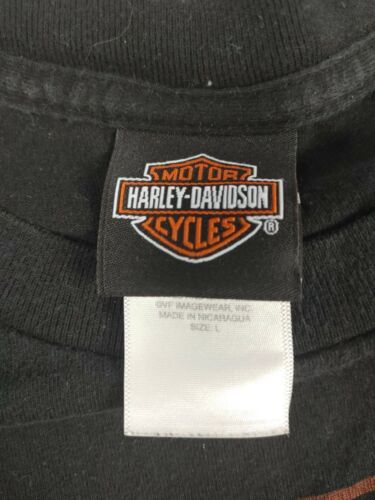 MOTOR
HARLEY-DAVIDSON
CYCLES ®
©VF IMAGEWEAR, INC.
MADE IN NICARAGUA
SIZE: L